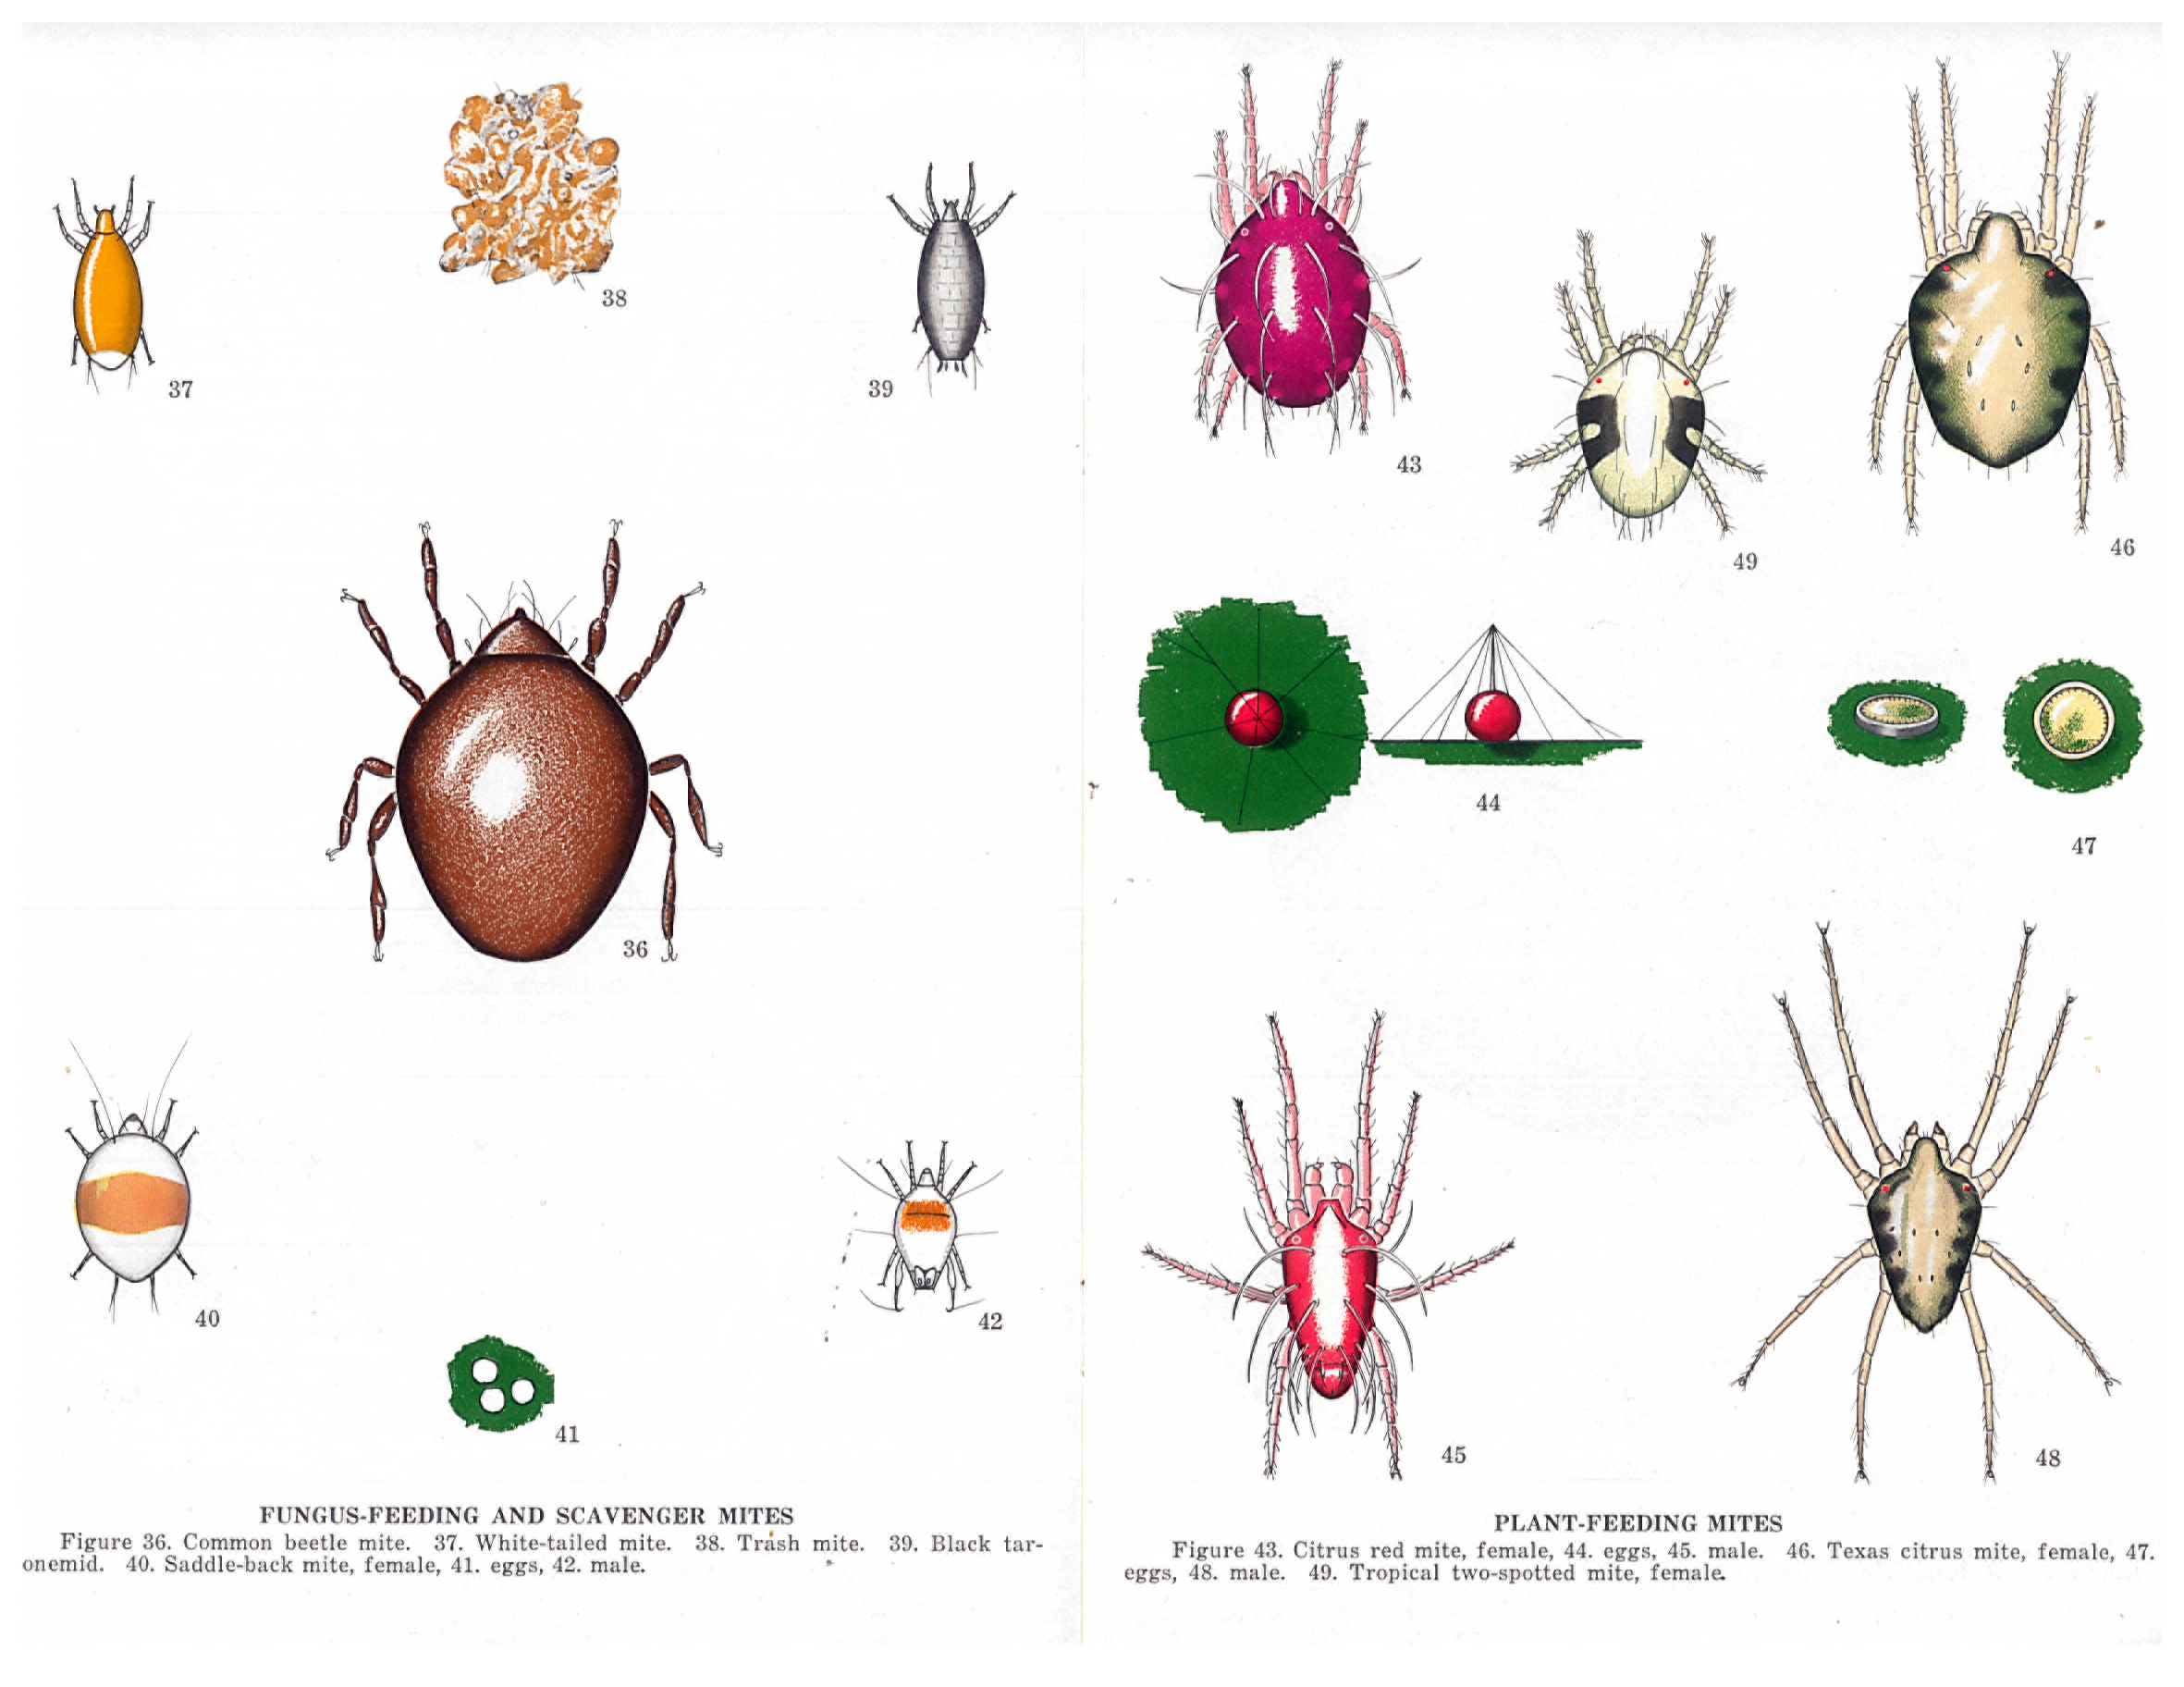 37
38
39
36
40
41
42
FUNGUS-FEEDING AND SCAVENGER MITES
Figure 36. Common beetle mite. 37. White-tailed mite. 38. Trash mite. 39. Black tar-
onemid. 40. Saddle-back mite, female, 41. eggs, 42. male.
43
49
46
44
47
45
48
PLANT-FEEDING MITES
Figure 43. Citrus red mite, female, 44. eggs, 45. male. 46. Texas citrus mite, female, 47.
eggs, 48. male. 49. Tropical two-spotted mite, female.